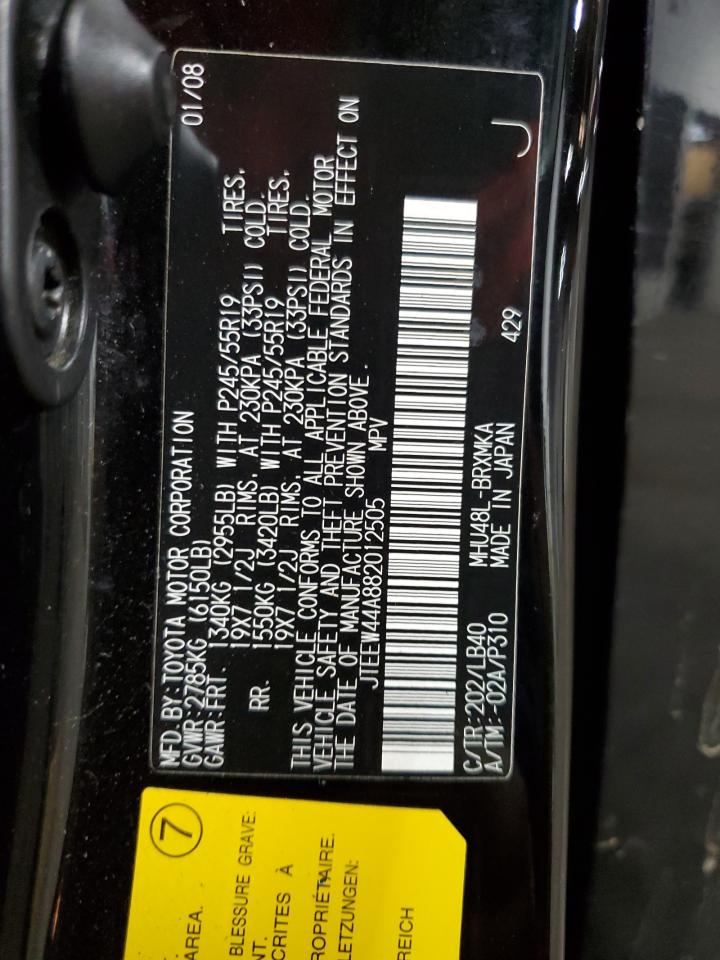 MFD. BY: TOYOTA MOTOR CORPORATION 01/08
GVWR: 2785KG (6150LB)
GAWR: FRT. 1340KG (2955LB) WITH P245/55R19 TIRES,
19X7 1/2J RIMS, AT 230KPA (33PSI) COLD.
RR. 1550KG (3420LB) WITH P245/55R19 TIRES,
19X7 1/2J RIMS, AT 230KPA (33PSI) COLD.
THIS VEHICLE CONFORMS TO ALL APPLICABLE FEDERAL MOTOR
VEHICLE SAFETY AND THEFT PREVENTION STANDARDS IN EFFECT ON
THE DATE OF MANUFACTURE SHOWN ABOVE.
JTEEW44A882012505 MPV
C/TR: 202/LB40 MHU48L-BRXMKA
A/TM: -02A/P310 MADE IN JAPAN 429 J
7
AREA.
BLESSURE GRAVE:
NT.
CRITES À
ROPRIÉTAIRE.
LETZUNGEN:
REICH